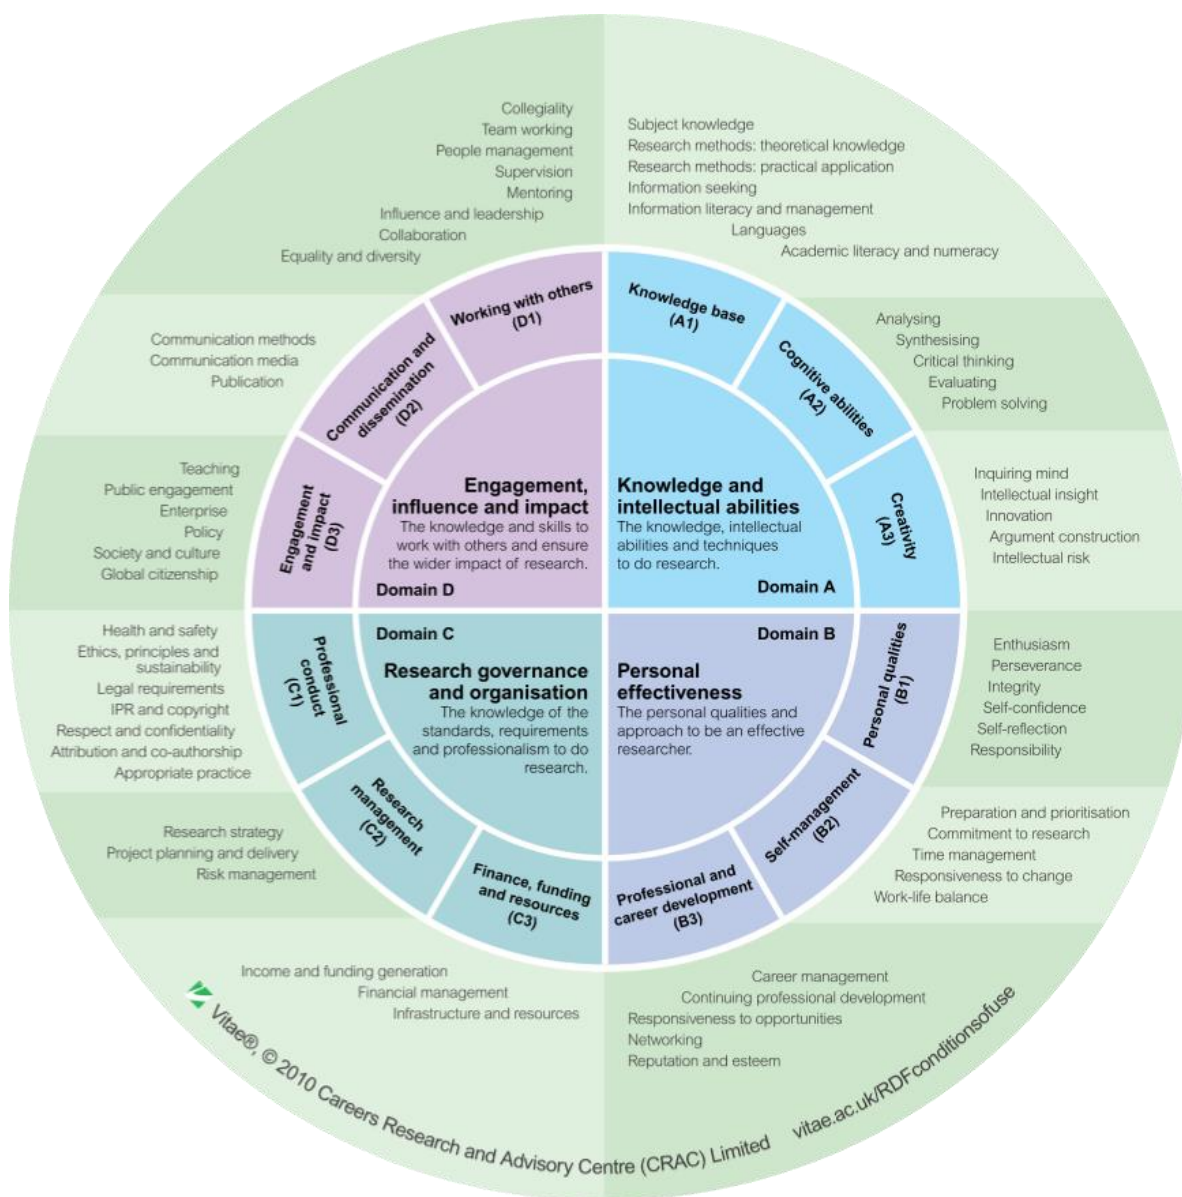 Collegiality
Team working
People management
Supervision
Mentoring
Influence and leadership
Collaboration
Equality and diversity
Subject knowledge
Research methods: theoretical knowledge
Research methods: practical application
Information seeking
Information literacy and management
Languages
Academic literacy and numeracy
Working with others
(D1)
Knowledge base
(A1)
Communication methods
Communication media
Publication
Communication and
dissemination
(D2)
Cognitive abilities
(A2)
Analysing
Synthesising
Critical thinking
Evaluating
Problem solving
Teaching
Public engagement
Enterprise
Policy
Society and culture
Global citizenship
Engagement
and impact
(D3)
Engagement,
influence and impact
The knowledge and skills to
work with others and ensure
the wider impact of research.
Domain D
Knowledge and
intellectual abilities
The knowledge, intellectual
abilities and techniques
to do research.
Domain A
Creativity
(A3)
Inquiring mind
Intellectual insight
Innovation
Argument construction
Intellectual risk
Health and safety
Ethics, principles and
sustainability
Legal requirements
IPR and copyright
Respect and confidentiality
Attribution and co-authorship
Appropriate practice
Professional
conduct
(C1)
Domain C
Research governance
and organisation
The knowledge of the
standards, requirements
and professionalism to do
research.
Domain B
Personal
effectiveness
The personal qualities and
approach to be an effective
researcher.
Personal qualities
(B1)
Enthusiasm
Perseverance
Integrity
Self-confidence
Self-reflection
Responsibility
Research strategy
Project planning and delivery
Risk management
Research
management
(C2)
Self-management
(B2)
Preparation and prioritisation
Commitment to research
Time management
Responsiveness to change
Work-life balance
Finance, funding
and resources
(C3)
Professional and
career development
(B3)
Income and funding generation
Financial management
Infrastructure and resources
Career management
Continuing professional development
Responsiveness to opportunities
Networking
Reputation and esteem
Vitae®, © 2010 Careers Research and Advisory Centre (CRAC) Limited vitae.ac.uk/RDFconditionsofuse